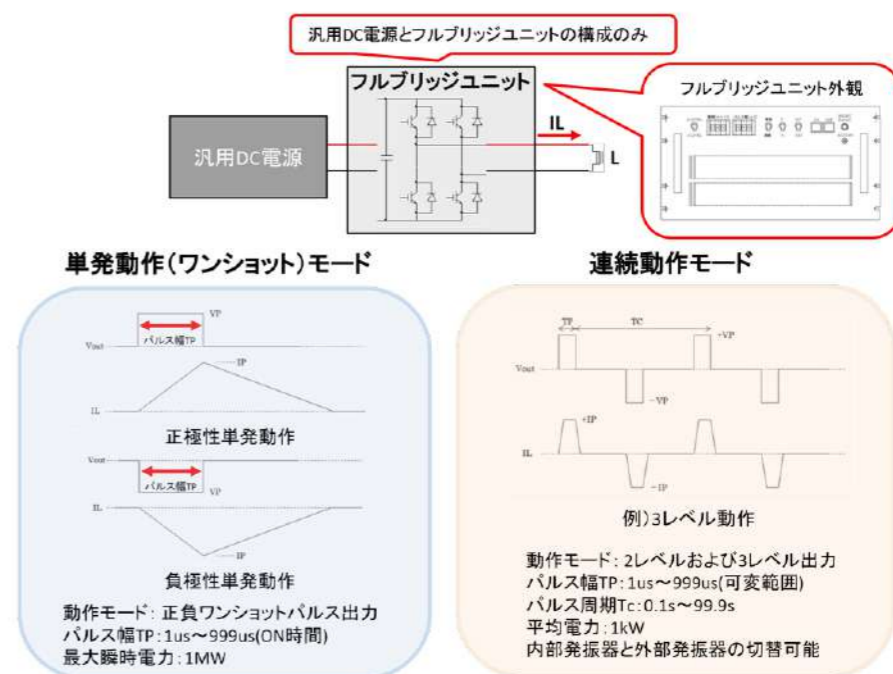 汎用DC電源とフルブリッジユニットの構成のみ
フルブリッジユニット
フルブリッジユニット外観
IL
汎用DC電源
L
単発動作(ワンショット)モード
VP
パルス幅TP
Vout
IP
IL
正極性単発動作
Vout
パルス幅TP
VP
IL
IP
負極性単発動作
動作モード:正負ワンショットパルス出力
パルス幅TP:1us～999us(ON時間)
最大瞬時電力:1MW
連続動作モード
TP
TC
+VP
Vout
-VP
+IP
IL
-IP
例)3レベル動作
動作モード:2レベルおよび3レベル出力
パルス幅TP:1us～999us(可変範囲)
パルス周期Tc:0.1s～99.9s
平均電力:1kW
内部発振器と外部発振器の切替可能